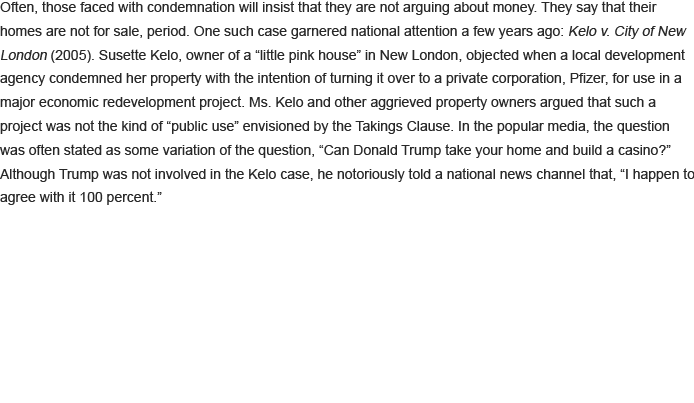 Often, those faced with condemnation will insist that they are not arguing about money. They say that their
homes are not for sale, period. One such case garnered national attention a few years ago: Kelo v. City of New
London (2005). Susette Kelo, owner of a “little pink house” in New London, objected when a local development
agency condemned her property with the intention of turning it over to a private corporation, Pfizer, for use in a
major economic redevelopment project. Ms. Kelo and other aggrieved property owners argued that such a
project was not the kind of “public use” envisioned by the Takings Clause. In the popular media, the question
was often stated as some variation of the question, “Can Donald Trump take your home and build a casino?”
Although Trump was not involved in the Kelo case, he notoriously told a national news channel that, “I happen to
agree with it 100 percent.”